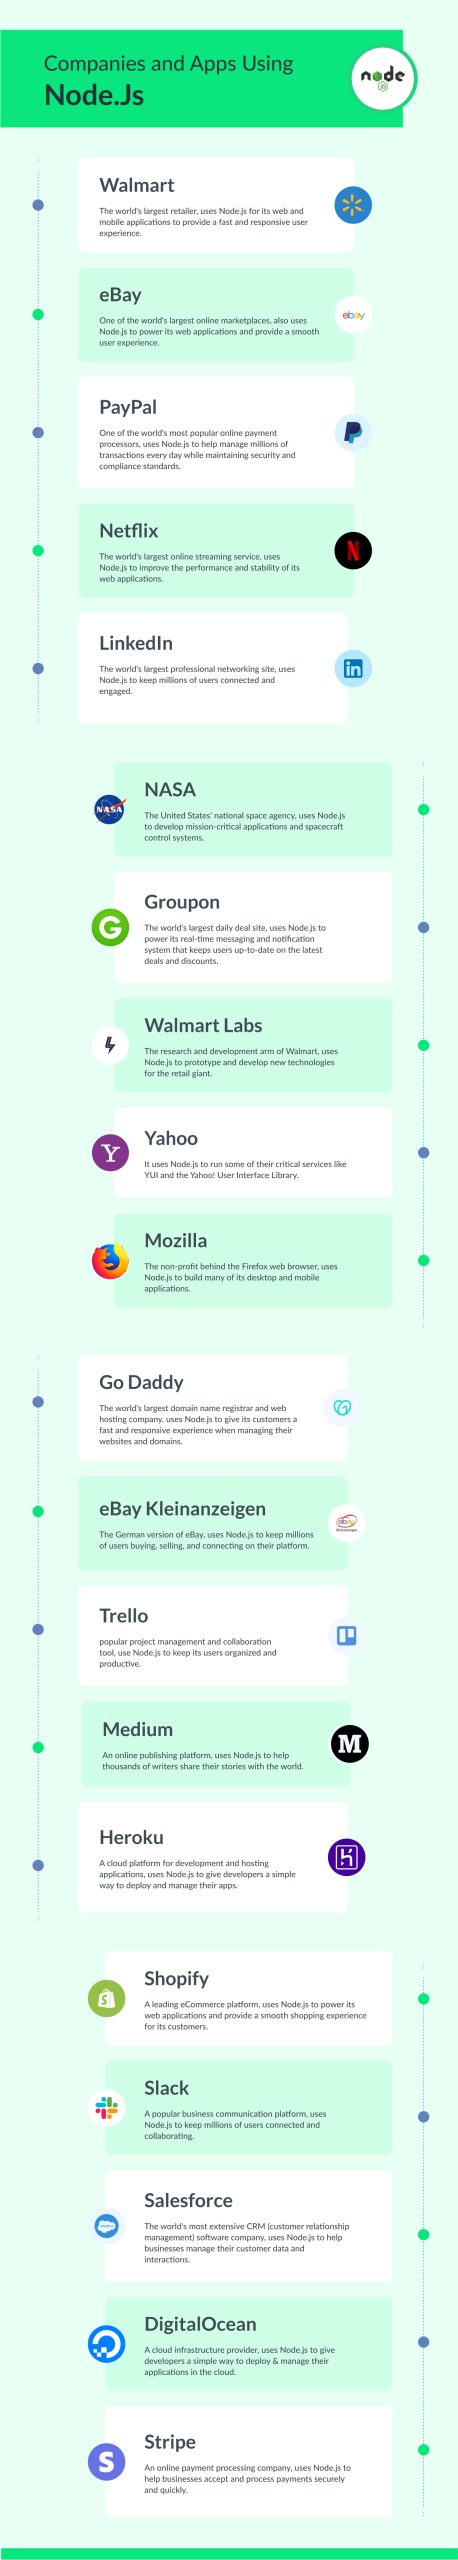 Companies and Apps Using
Node.Js
node
JS
Walmart
The world's largest retailer, uses Node.js for its web and
mobile applications to provide a fast and responsive user
experience.
eBay
One of the world's largest online marketplaces, also uses
Node.js to power its web applications and provide a smooth
user experience.
ebay
PayPal
One of the world's most popular online payment
processors, uses Node.js to help manage millions of
transactions every day while maintaining security and
compliance standards.
Netflix
The world's largest online streaming service, uses
Node.js to improve the performance and stability of its
web applications.
N
LinkedIn
The world's largest professional networking site, uses
Node.js to keep millions of users connected and
engaged.
in
NASA
NASA
The United States' national space agency, uses Node.js
to develop mission-critical applications and spacecraft
control systems.
Groupon
G
The world's largest daily deal site, uses Node.js to
power its real-time messaging and notification
system that keeps users up-to-date on the latest
deals and discounts.
Walmart Labs
The research and development arm of Walmart, uses
Node.js to prototype and develop new technologies
for the retail giant.
Yahoo
Y
It uses Node.js to run some of their critical services like
YUI and the Yahoo! User Interface Library.
Mozilla
The non-profit behind the Firefox web browser, uses
Node.js to build many of its desktop and mobile
applications.
Go Daddy
The world's largest domain name registrar and web
hosting company, uses Node.js to give its customers a
fast and responsive experience when managing their
websites and domains.
eBay Kleinanzeigen
The German version of eBay, uses Node.js to keep millions
of users buying, selling, and connecting on their platform.
ebay
Kleinanzeigen
Trello
popular project management and collaboration
tool, use Node.js to keep its users organized and
productive.
Medium
An online publishing platform, uses Node.js to help
thousands of writers share their stories with the world.
M
Heroku
A cloud platform for development and hosting
applications, uses Node.js to give developers a simple
way to deploy and manage their apps.
Shopify
A leading eCommerce platform, uses Node.js to power its
web applications and provide a smooth shopping experience
for its customers.
Slack
A popular business communication platform, uses
Node.js to keep millions of users connected and
collaborating.
Salesforce
The world's most extensive CRM (customer relationship
management) software company, uses Node.js to help
businesses manage their customer data and
interactions.
DigitalOcean
A cloud infrastructure provider, uses Node.js to give
developers a simple way to deploy & manage their
applications in the cloud.
Stripe
S
An online payment processing company, uses Node.js to
help businesses accept and process payments securely
and quickly.